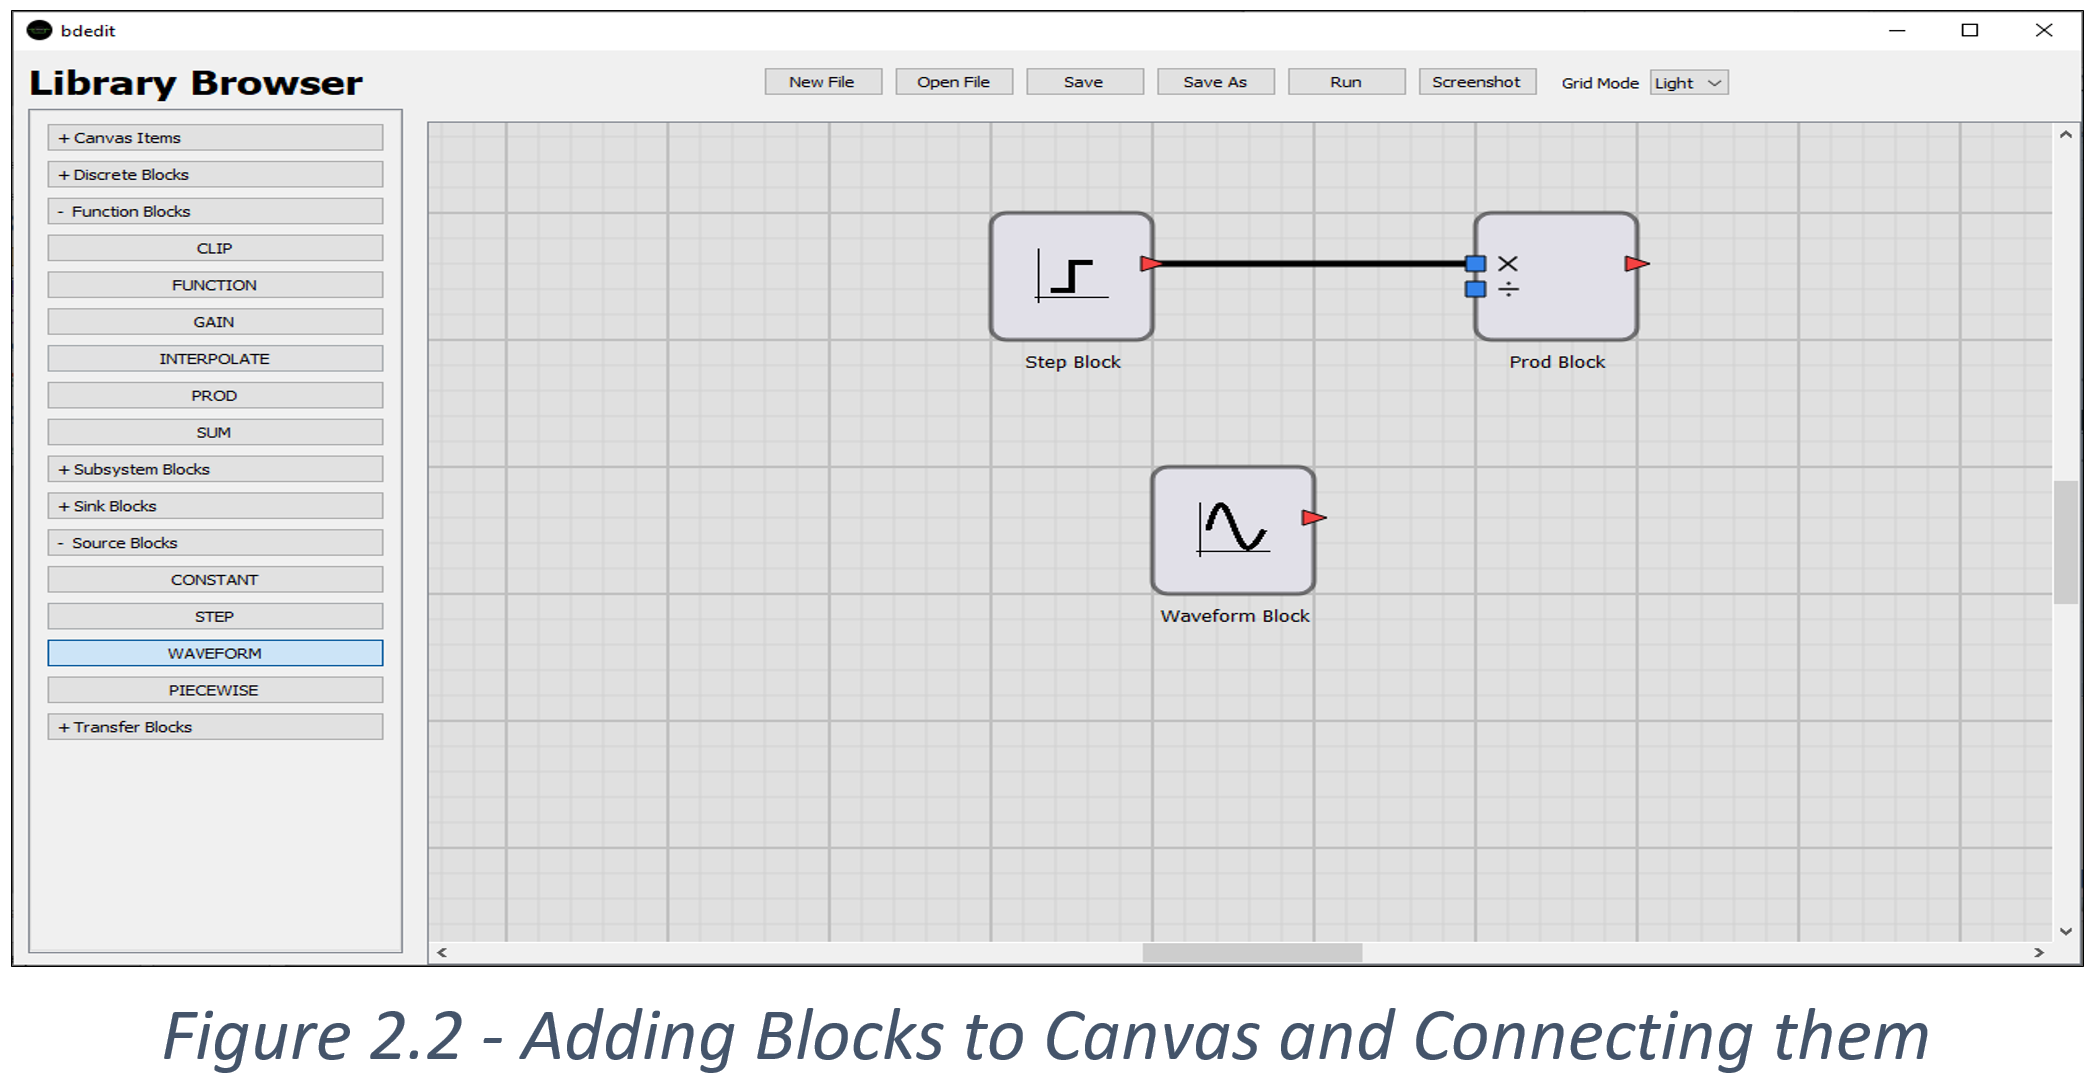 bdedit
Library Browser
New File
Open File
Save
Save As
Run
Screenshot
Grid Mode
Light
+ Canvas Items
+ Discrete Blocks
- Function Blocks
CLIP
FUNCTION
GAIN
INTERPOLATE
PROD
SUM
+ Subsystem Blocks
+ Sink Blocks
- Source Blocks
CONSTANT
STEP
WAVEFORM
PIECEWISE
+ Transfer Blocks
×
÷
Step Block
Prod Block
Waveform Block
Figure 2.2 - Adding Blocks to Canvas and Connecting them